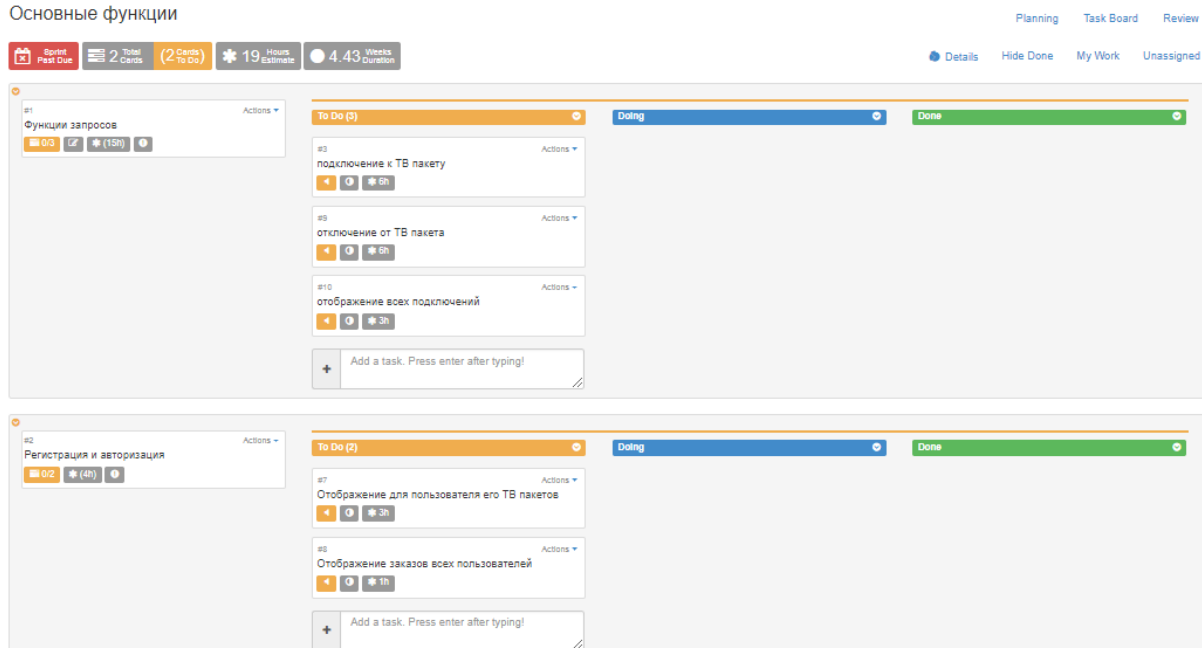 Основные функции
Planning Task Board Review
Sprint Past Due 2 Total Cards (2 Cards To Do) 19 Hours Estimate 4.43 Weeks Duration
Details Hide Done My Work Unassigned
#1 Actions
Функции запросов
0/3 (15h)
To Do (3) Doing Done
#3 Actions
подключение к ТВ пакету
6h
#9 Actions
отключение от ТВ пакета
6h
#10 Actions
отображение всех подключений
3h
Add a task. Press enter after typing!
#2 Actions
Регистрация и авторизация
0/2 (4h)
To Do (2) Doing Done
#7 Actions
Отображение для пользователя его ТВ пакетов
3h
#8 Actions
Отображение заказов всех пользователей
1h
Add a task. Press enter after typing!